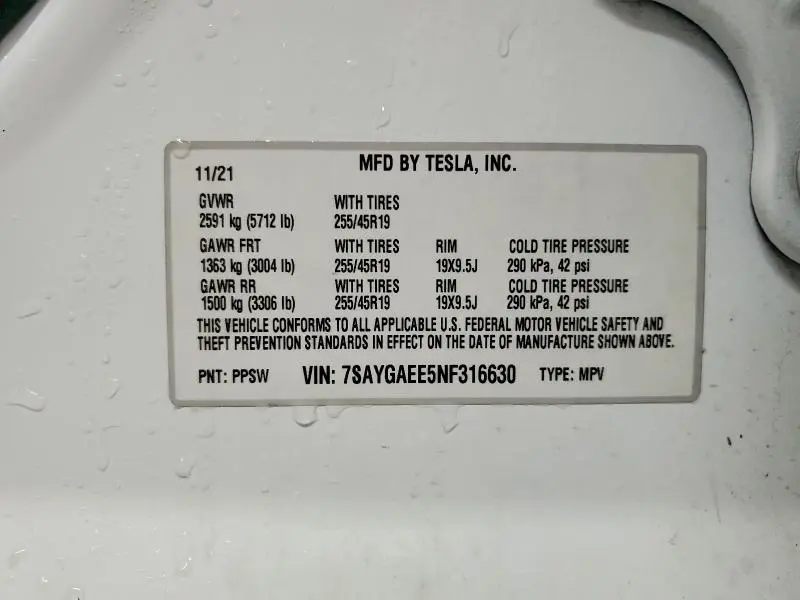 MFD BY TESLA, INC.
11/21
GVWR WITH TIRES
2591 kg (5712 lb) 255/45R19
GAWR FRT WITH TIRES RIM COLD TIRE PRESSURE
1363 kg (3004 lb) 255/45R19 19X9.5J 290 kPa, 42 psi
GAWR RR WITH TIRES RIM COLD TIRE PRESSURE
1500 kg (3306 lb) 255/45R19 19X9.5J 290 kPa, 42 psi
THIS VEHICLE CONFORMS TO ALL APPLICABLE U.S. FEDERAL MOTOR VEHICLE SAFETY AND
THEFT PREVENTION STANDARDS IN EFFECT ON THE DATE OF MANUFACTURE SHOWN ABOVE.
PNT: PPSW VIN: 7SAYGAEE5NF316630 TYPE: MPV